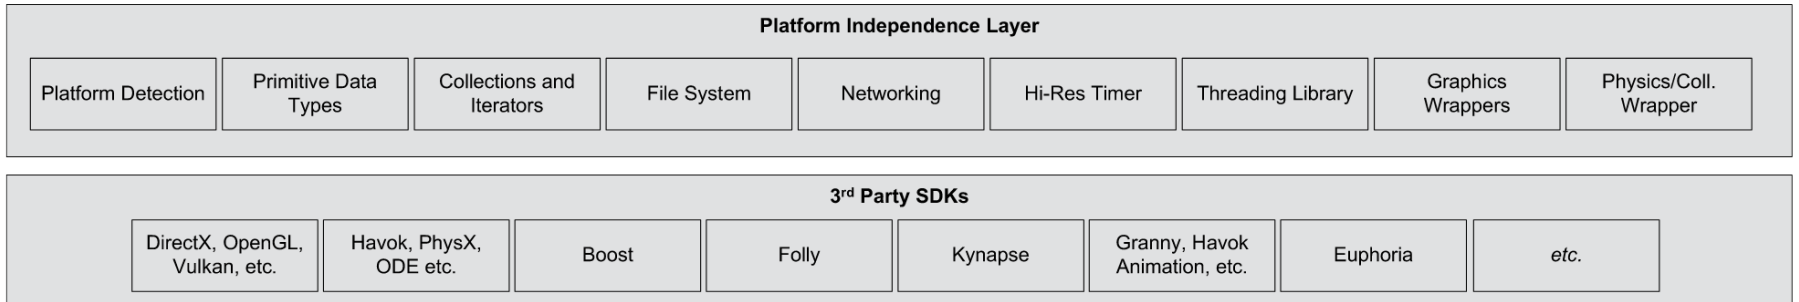 Platform Independence Layer
Platform Detection
Primitive Data
Types
Collections and
Iterators
File System
Networking
Hi-Res Timer
Threading Library
Graphics
Wrappers
Physics/Coll.
Wrapper
3rd Party SDKs
DirectX, OpenGL,
Vulkan, etc.
Havok, PhysX,
ODE etc.
Boost
Folly
Kynapse
Granny, Havok
Animation, etc.
Euphoria
etc.